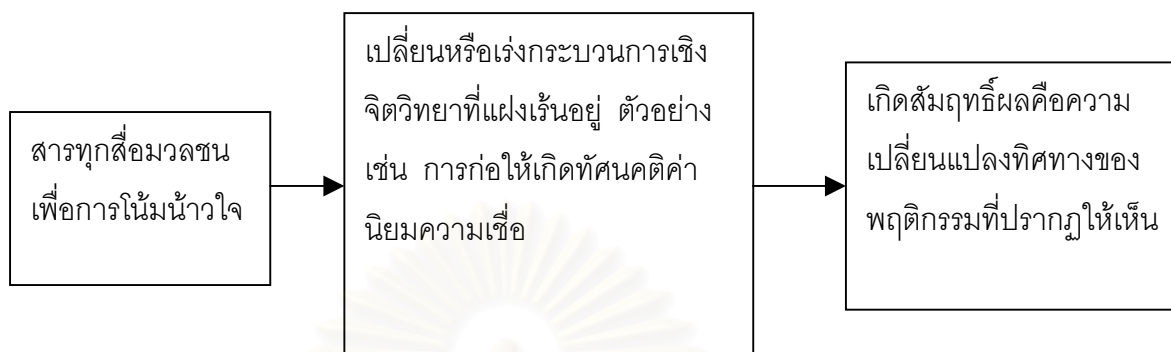 สารทุกสื่อมวลชน
เพื่อการโน้มน้าวใจ
เปลี่ยนหรือเร่งกระบวนการเชิง
จิตวิทยาที่แฝงเร้นอยู่ ตัวอย่าง
เช่น การก่อให้เกิดทัศนคติค่า
นิยมความเชื่อ
เกิดสัมฤทธิ์ผลคือความ
เปลี่ยนแปลงทิศทางของ
พฤติกรรมที่ปรากฏให้เห็น